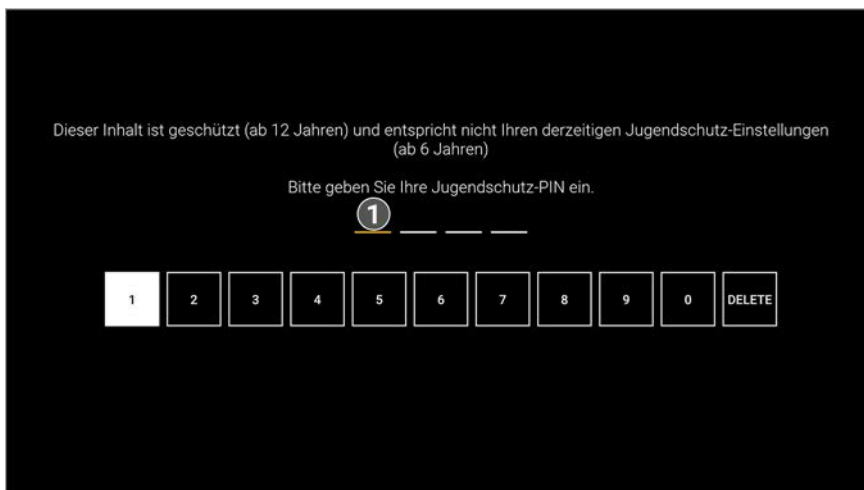 Dieser Inhalt ist geschützt (ab 12 Jahren) und entspricht nicht Ihren derzeitigen Jugendschutz-Einstellungen
(ab 6 Jahren)
Bitte geben Sie Ihre Jugendschutz-PIN ein.
1
1 2 3 4 5 6 7 8 9 0 DELETE